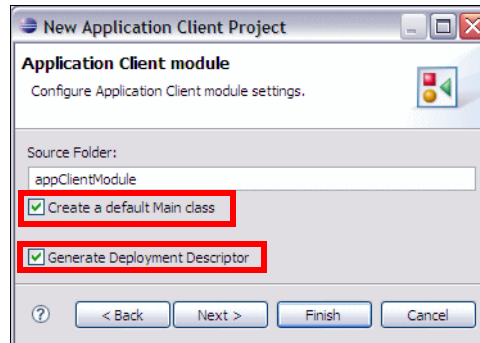 New Application Client Project
Application Client module
Configure Application Client module settings.
Source Folder:
appClientModule
Create a default Main class
Generate Deployment Descriptor
? < Back Next > Finish Cancel